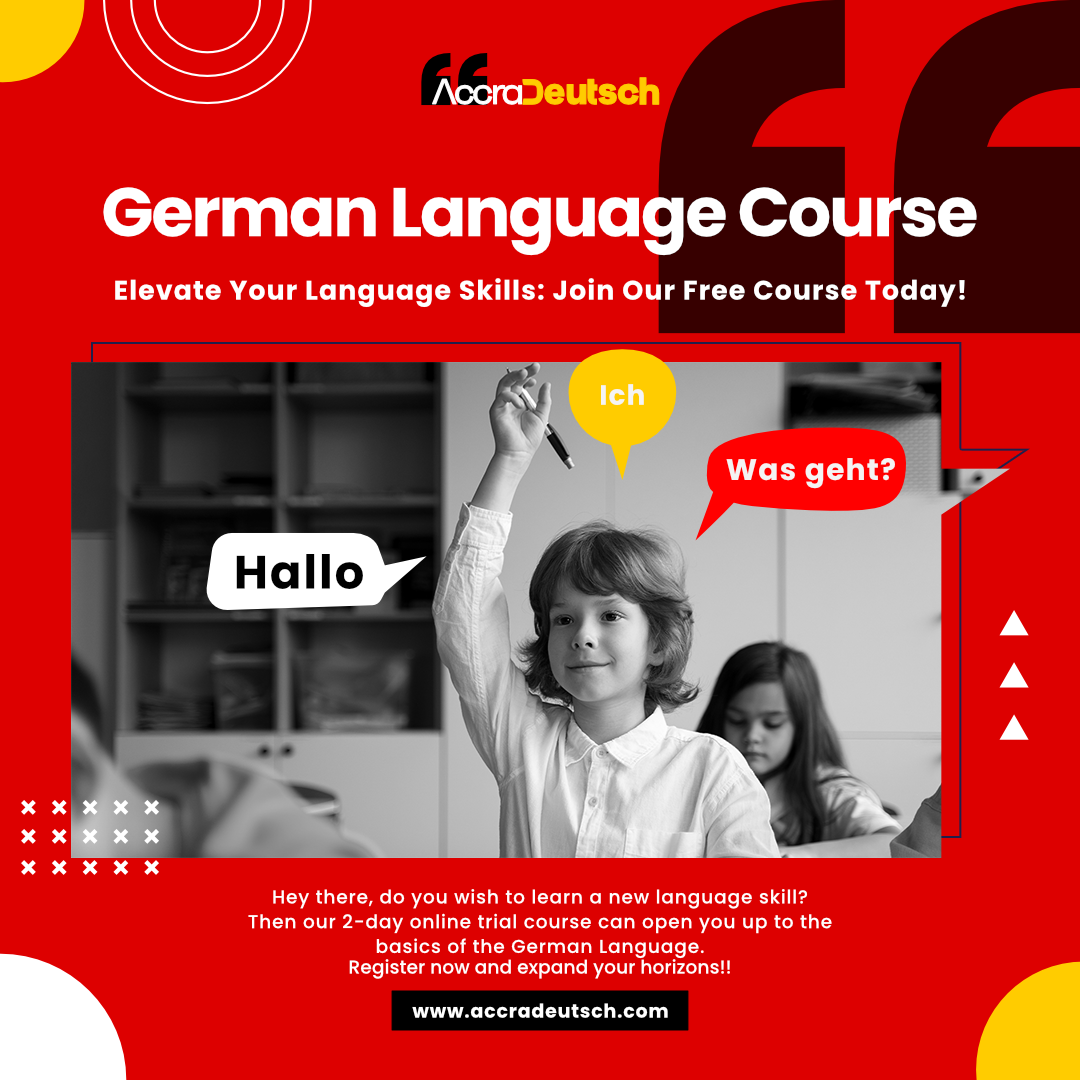 AccraDeutsch
German Language Course
Elevate Your Language Skills: Join Our Free Course Today!
Ich
Was geht?
Hallo
Hey there, do you wish to learn a new language skill?
Then our 2-day online trial course can open you up to the
basics of the German Language.
Register now and expand your horizons!!
www.accradeutsch.com